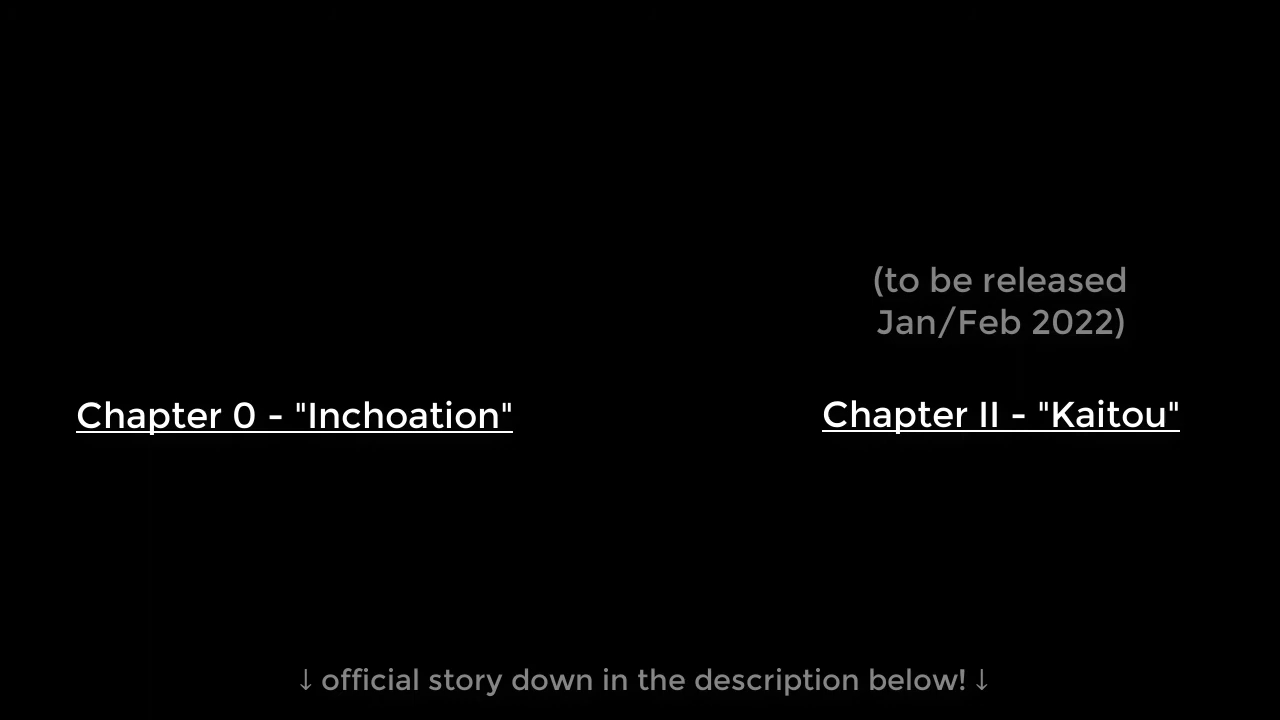 (to be released
Jan/Feb 2022)
Chapter 0 - "Inchoation"
Chapter II - "Kaitou"
↓ official story down in the description below! ↓